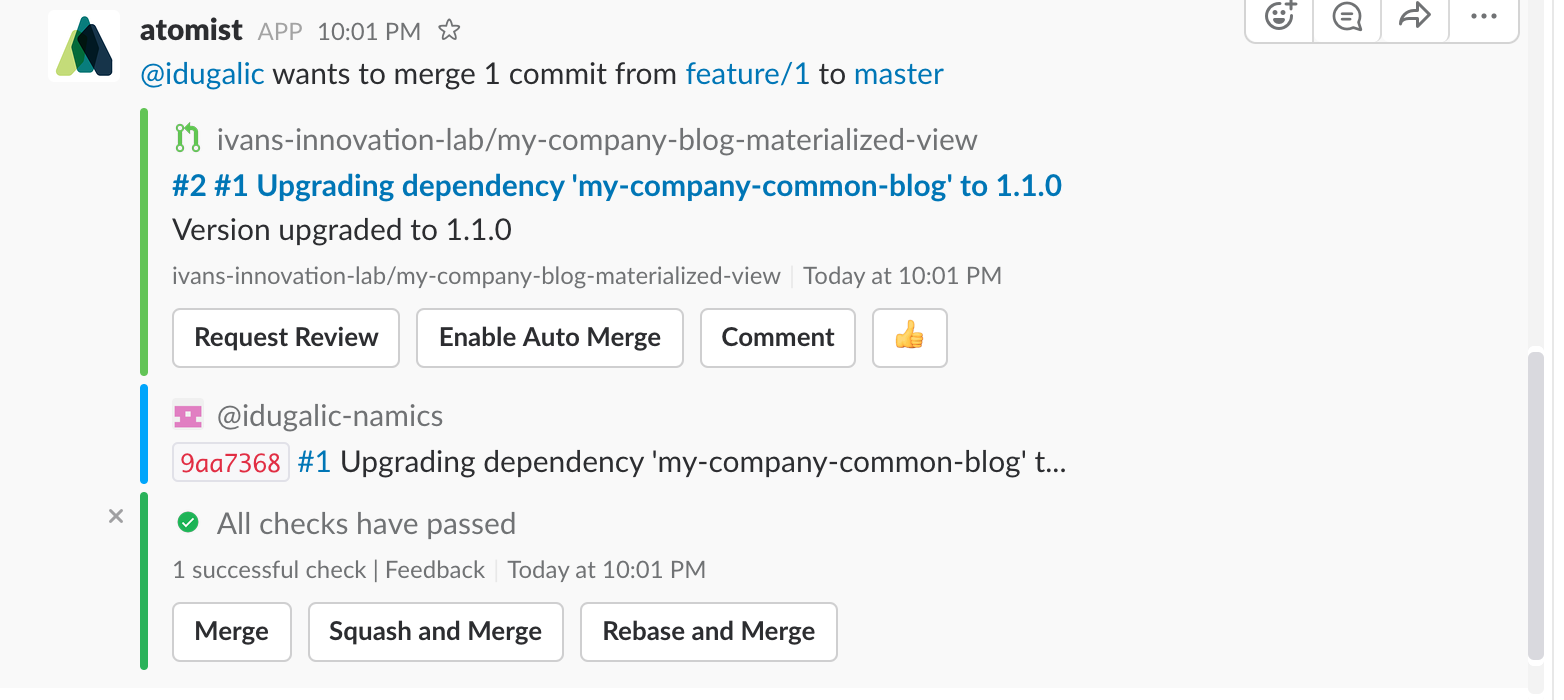 atomist APP 10:01 PM
@idugalic wants to merge 1 commit from feature/1 to master
ivans-innovation-lab/my-company-blog-materialized-view
#2 #1 Upgrading dependency 'my-company-common-blog' to 1.1.0
Version upgraded to 1.1.0
ivans-innovation-lab/my-company-blog-materialized-view | Today at 10:01 PM
Request Review Enable Auto Merge Comment
@idugalic-namics
9aa7368 #1 Upgrading dependency 'my-company-common-blog' t...
All checks have passed
1 successful check | Feedback | Today at 10:01 PM
Merge Squash and Merge Rebase and Merge